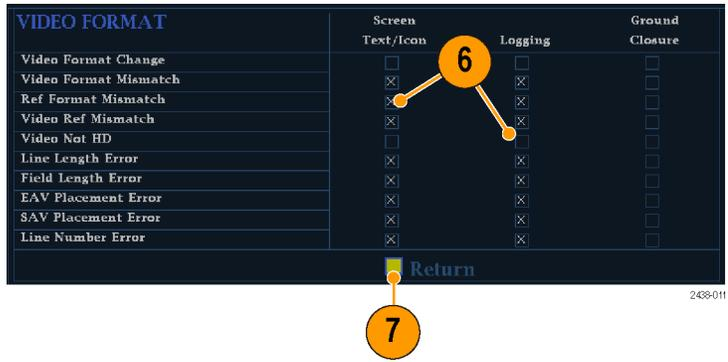 VIDEO FORMAT Screen Text/Icon Logging Ground Closure
Video Format Change
Video Format Mismatch
Ref Format Mismatch
Video Ref Mismatch
Video Not HD
Line Length Error
Field Length Error
EAV Placement Error
SAV Placement Error
Line Number Error
Return
6
7
2438-011